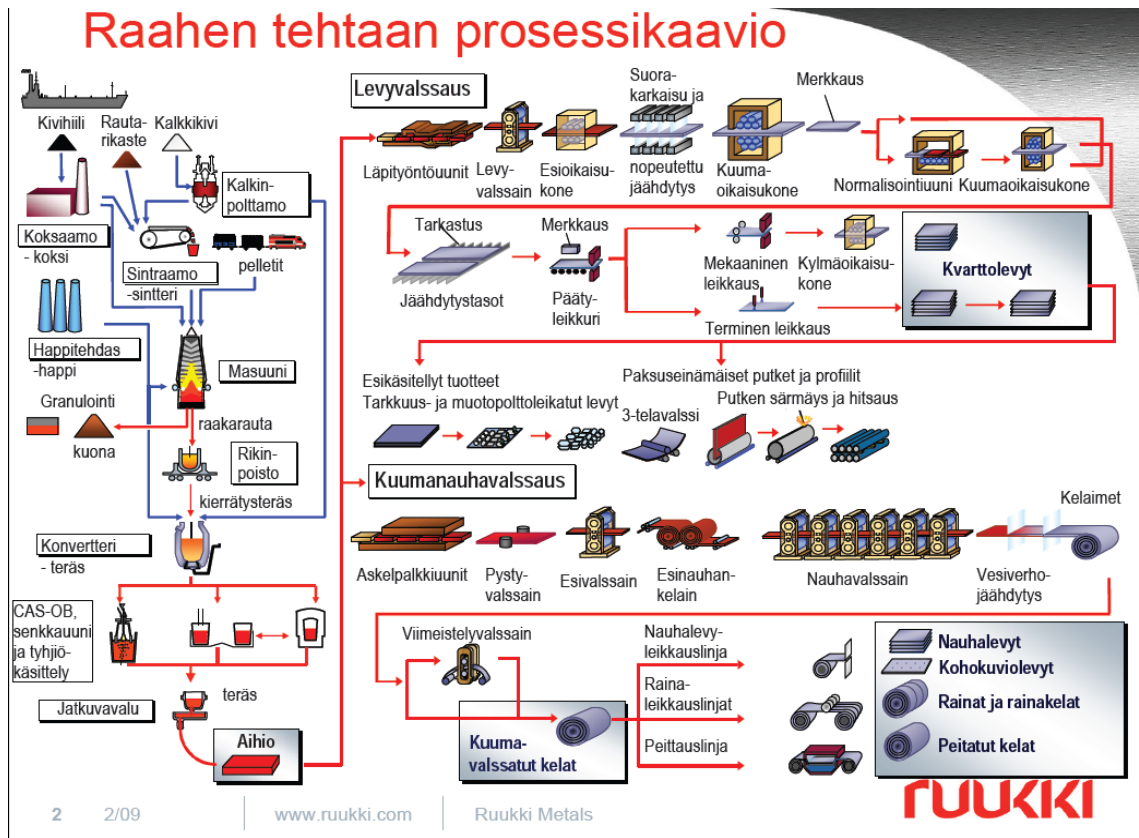 Raahen tehtaan prosessikaavio
Kivihiili
Rauta-
rikaste
Kalkkikivi
Kalkin-
polttamo
Koksaamo
- koksi
Sintraamo
-sintteri
pelletit
Happitehdas
-happi
Masuuni
Granulointi
kuona
raakarauta
Rikin-
poisto
kierrätysteräs
Konvertteri
- teräs
CAS-OB,
senkkauuni
ja tyhjiö-
käsittely
Jatkuvavalu
teräs
Aihio
Levyvalssaus
Läpityöntöuunit
Levy-
valssain
Esioikaisu-
kone
Suora-
karkaisu ja
nopeutettu
jäähdytys
Kuuma-
oikaisukone
Merkkaus
Normalisointiuuni
Kuumaoikaisukone
Tarkastus
Jäähdytystasot
Merkkaus
Pääty-
leikkuri
Mekaaninen
leikkaus
Kylmäoikaisu-
kone
Terminen leikkaus
Kvarttolevyt
Esikäsitellyt tuotteet
Tarkkuus- ja muotopolttoleikatut levyt
Paksuseinämäiset putket ja profiilit
3-telavalssi
Putken särmäys ja hitsaus
Kuumanauhavalssaus
Askelpalkkiuunit
Pysty-
valssain
Esivalssain
Esinauhan-
kelain
Nauhavalssain
Vesiverho-
jäähdytys
Kelaimet
Viimeistelyvalssain
Kuuma-
valssatut kelat
Nauhalevy-
leikkauslinja
Raina-
leikkauslinjat
Peittauslinja
Nauhalevyt
Kohokuviolevyt
Rainat ja rainakelat
Peitatut kelat
2
2/09
www.ruukki.com
Ruukki Metals
RUUKKI